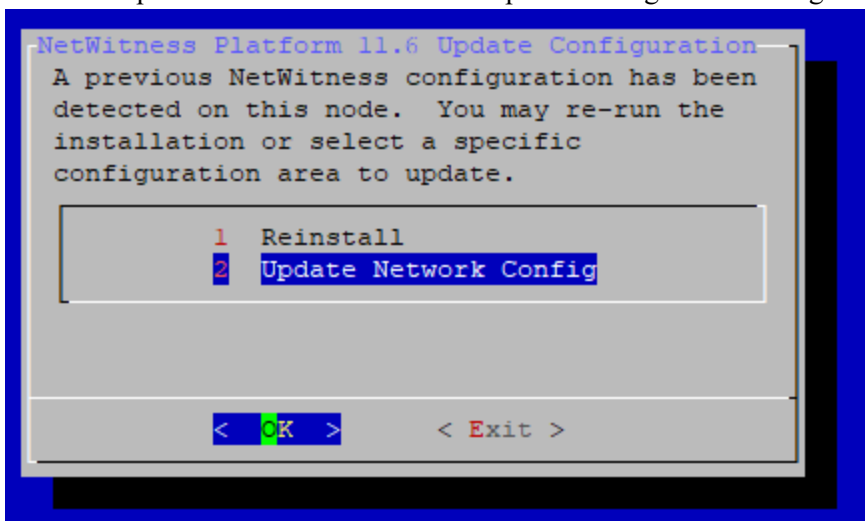 NetWitness Platform 11.6 Update Configuration
A previous NetWitness configuration has been
detected on this node. You may re-run the
installation or select a specific
configuration area to update.
1 Reinstall
2 Update Network Config
< OK > < Exit >